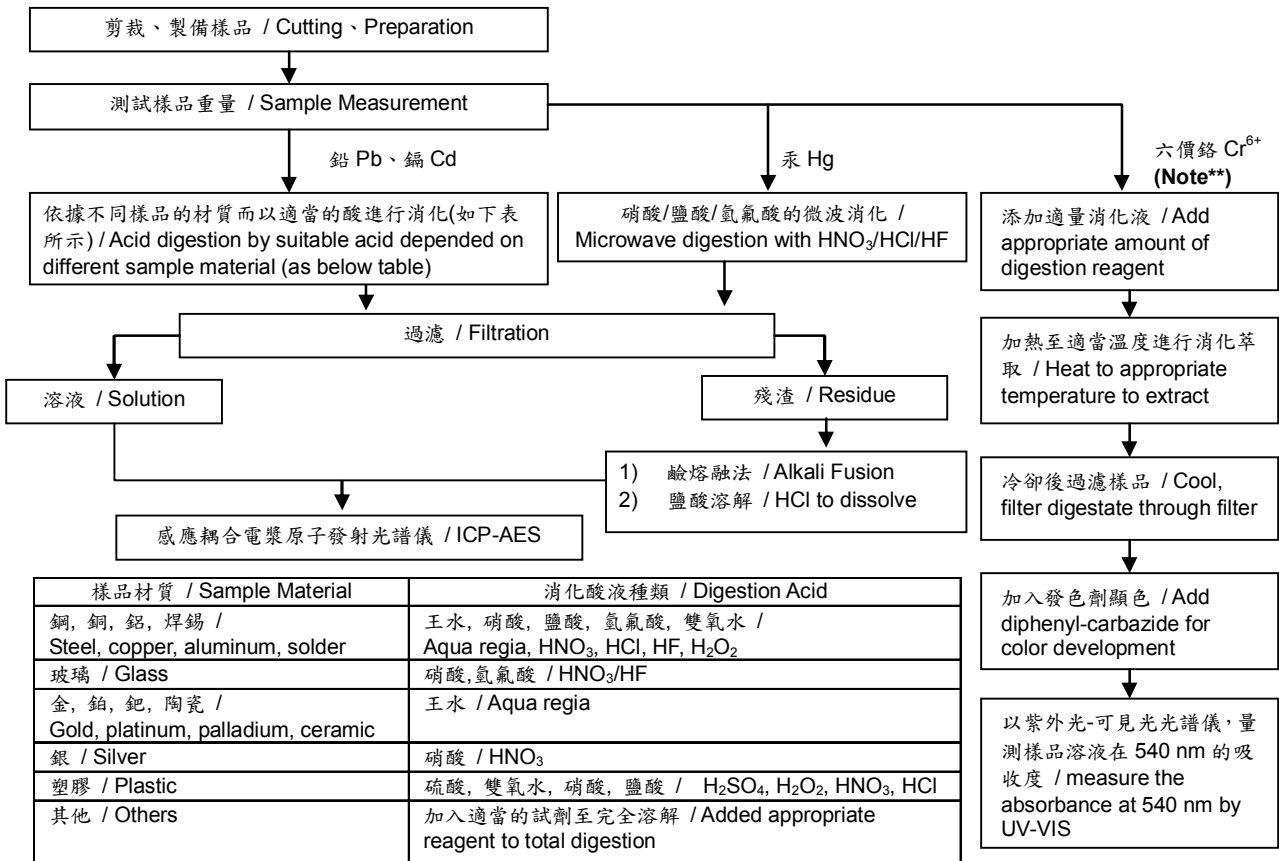 剪裁、製備樣品 / Cutting、Preparation
測試樣品重量 / Sample Measurement
鉛 Pb、鎘 Cd
汞 Hg
六價鉻 Cr6+
(Note**)
依據不同樣品的材質而以適當的酸進行消化(如下表
所示) / Acid digestion by suitable acid depended on
different sample material (as below table)
硝酸/鹽酸/氫氟酸的微波消化 /
Microwave digestion with HNO3/HCl/HF
添加適量消化液 / Add
appropriate amount of
digestion reagent
過濾 / Filtration
加熱至適當溫度進行消化萃
取 / Heat to appropriate
temperature to extract
溶液 / Solution
殘渣 / Residue
1) 鹼熔融法 / Alkali Fusion
2) 鹽酸溶解 / HCl to dissolve
冷卻後過濾樣品 / Cool,
filter digestate through filter
感應耦合電漿原子發射光譜儀 / ICP-AES
加入發色劑顯色 / Add
diphenyl-carbazide for
color development
以紫外光-可見光光譜儀，量
測樣品溶液在 540 nm 的吸
收度 / measure the
absorbance at 540 nm by
UV-VIS
樣品材質 / Sample Material 消化酸液種類 / Digestion Acid
鋼, 銅, 鋁, 焊錫 / 王水, 硝酸, 鹽酸, 氫氟酸, 雙氧水 /
Steel, copper, aluminum, solder Aqua regia, HNO3, HCl, HF, H2O2
玻璃 / Glass 硝酸,氫氟酸 / HNO3/HF
金, 鉑, 鈀, 陶瓷 / 王水 / Aqua regia
Gold, platinum, palladium, ceramic
銀 / Silver 硝酸 / HNO3
塑膠 / Plastic 硫酸, 雙氧水, 硝酸, 鹽酸 / H2SO4, H2O2, HNO3, HCl
其他 / Others 加入適當的試劑至完全溶解 / Added appropriate
reagent to total digestion